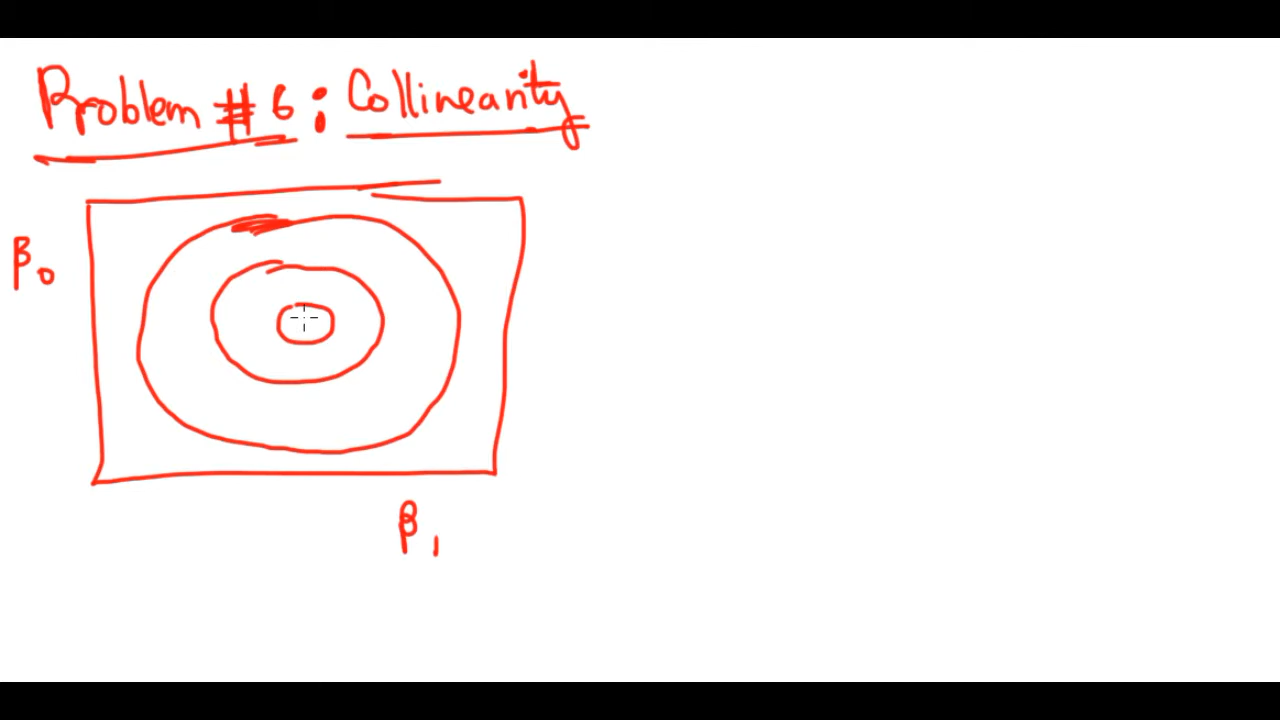 Problem # 6 : Collinearity
β₀
β₁